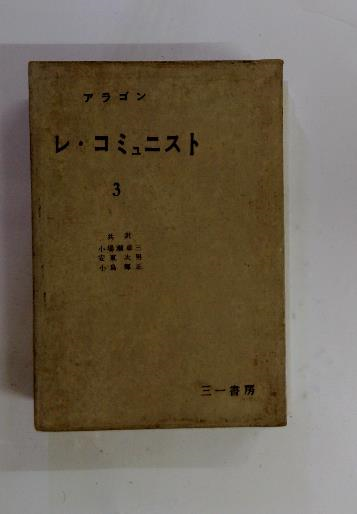 アラゴン
レ・コミュニスト
3
共訳
小場瀬卓三
安東次男
小島輝正
三一書房